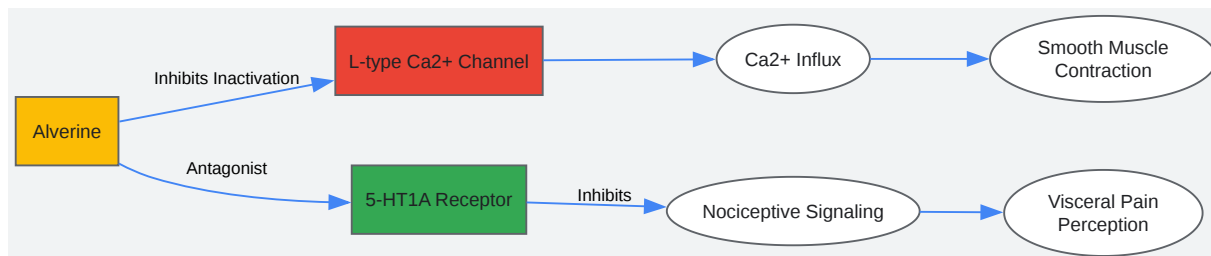 Alverine
Inhibits Inactivation
L-type Ca2+ Channel
Ca2+ Influx
Smooth Muscle
Contraction
Antagonist
5-HT1A Receptor
Inhibits
Nociceptive Signaling
Visceral Pain
Perception